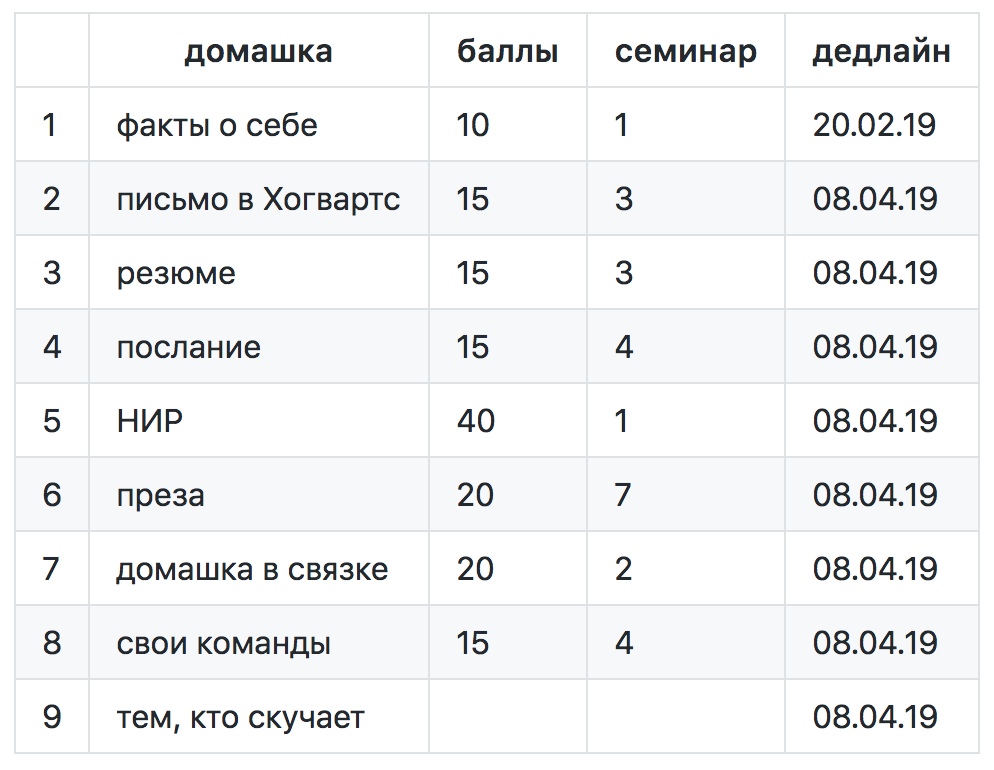 домашка баллы семинар дедлайн
1 факты о себе 10 1 20.02.19
2 письмо в Хогвартс 15 3 08.04.19
3 резюме 15 3 08.04.19
4 послание 15 4 08.04.19
5 НИР 40 1 08.04.19
6 преза 20 7 08.04.19
7 домашка в связке 20 2 08.04.19
8 свои команды 15 4 08.04.19
9 тем, кто скучает 08.04.19